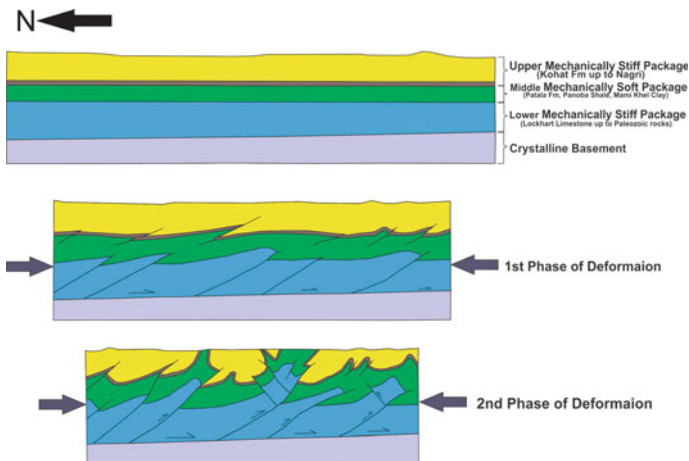 N
Upper Mechanically Stiff Package
(Kohat Fm up to Nagri)
Middle Mechanically Soft Package
(Patala Fm, Panoba Shale, Mami Khel Clay)
Lower Mechanically Stiff Package
(Lockhart Limestone up to Paleozoic rocks)
Crystalline Basement
1st Phase of Deformaion
2nd Phase of Deformaion